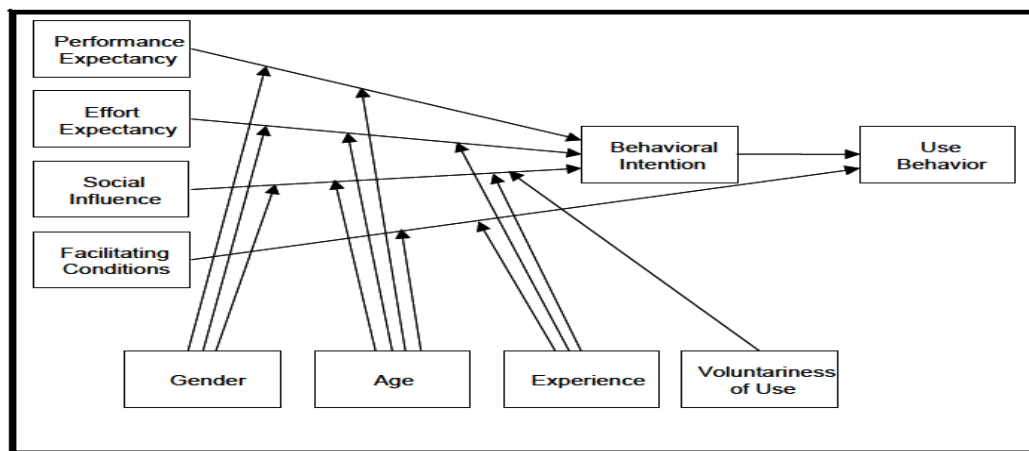 Performance
Expectancy
Effort
Expectancy
Social
Influence
Facilitating
Conditions
Behavioral
Intention
Use
Behavior
Gender
Age
Experience
Voluntariness
of Use